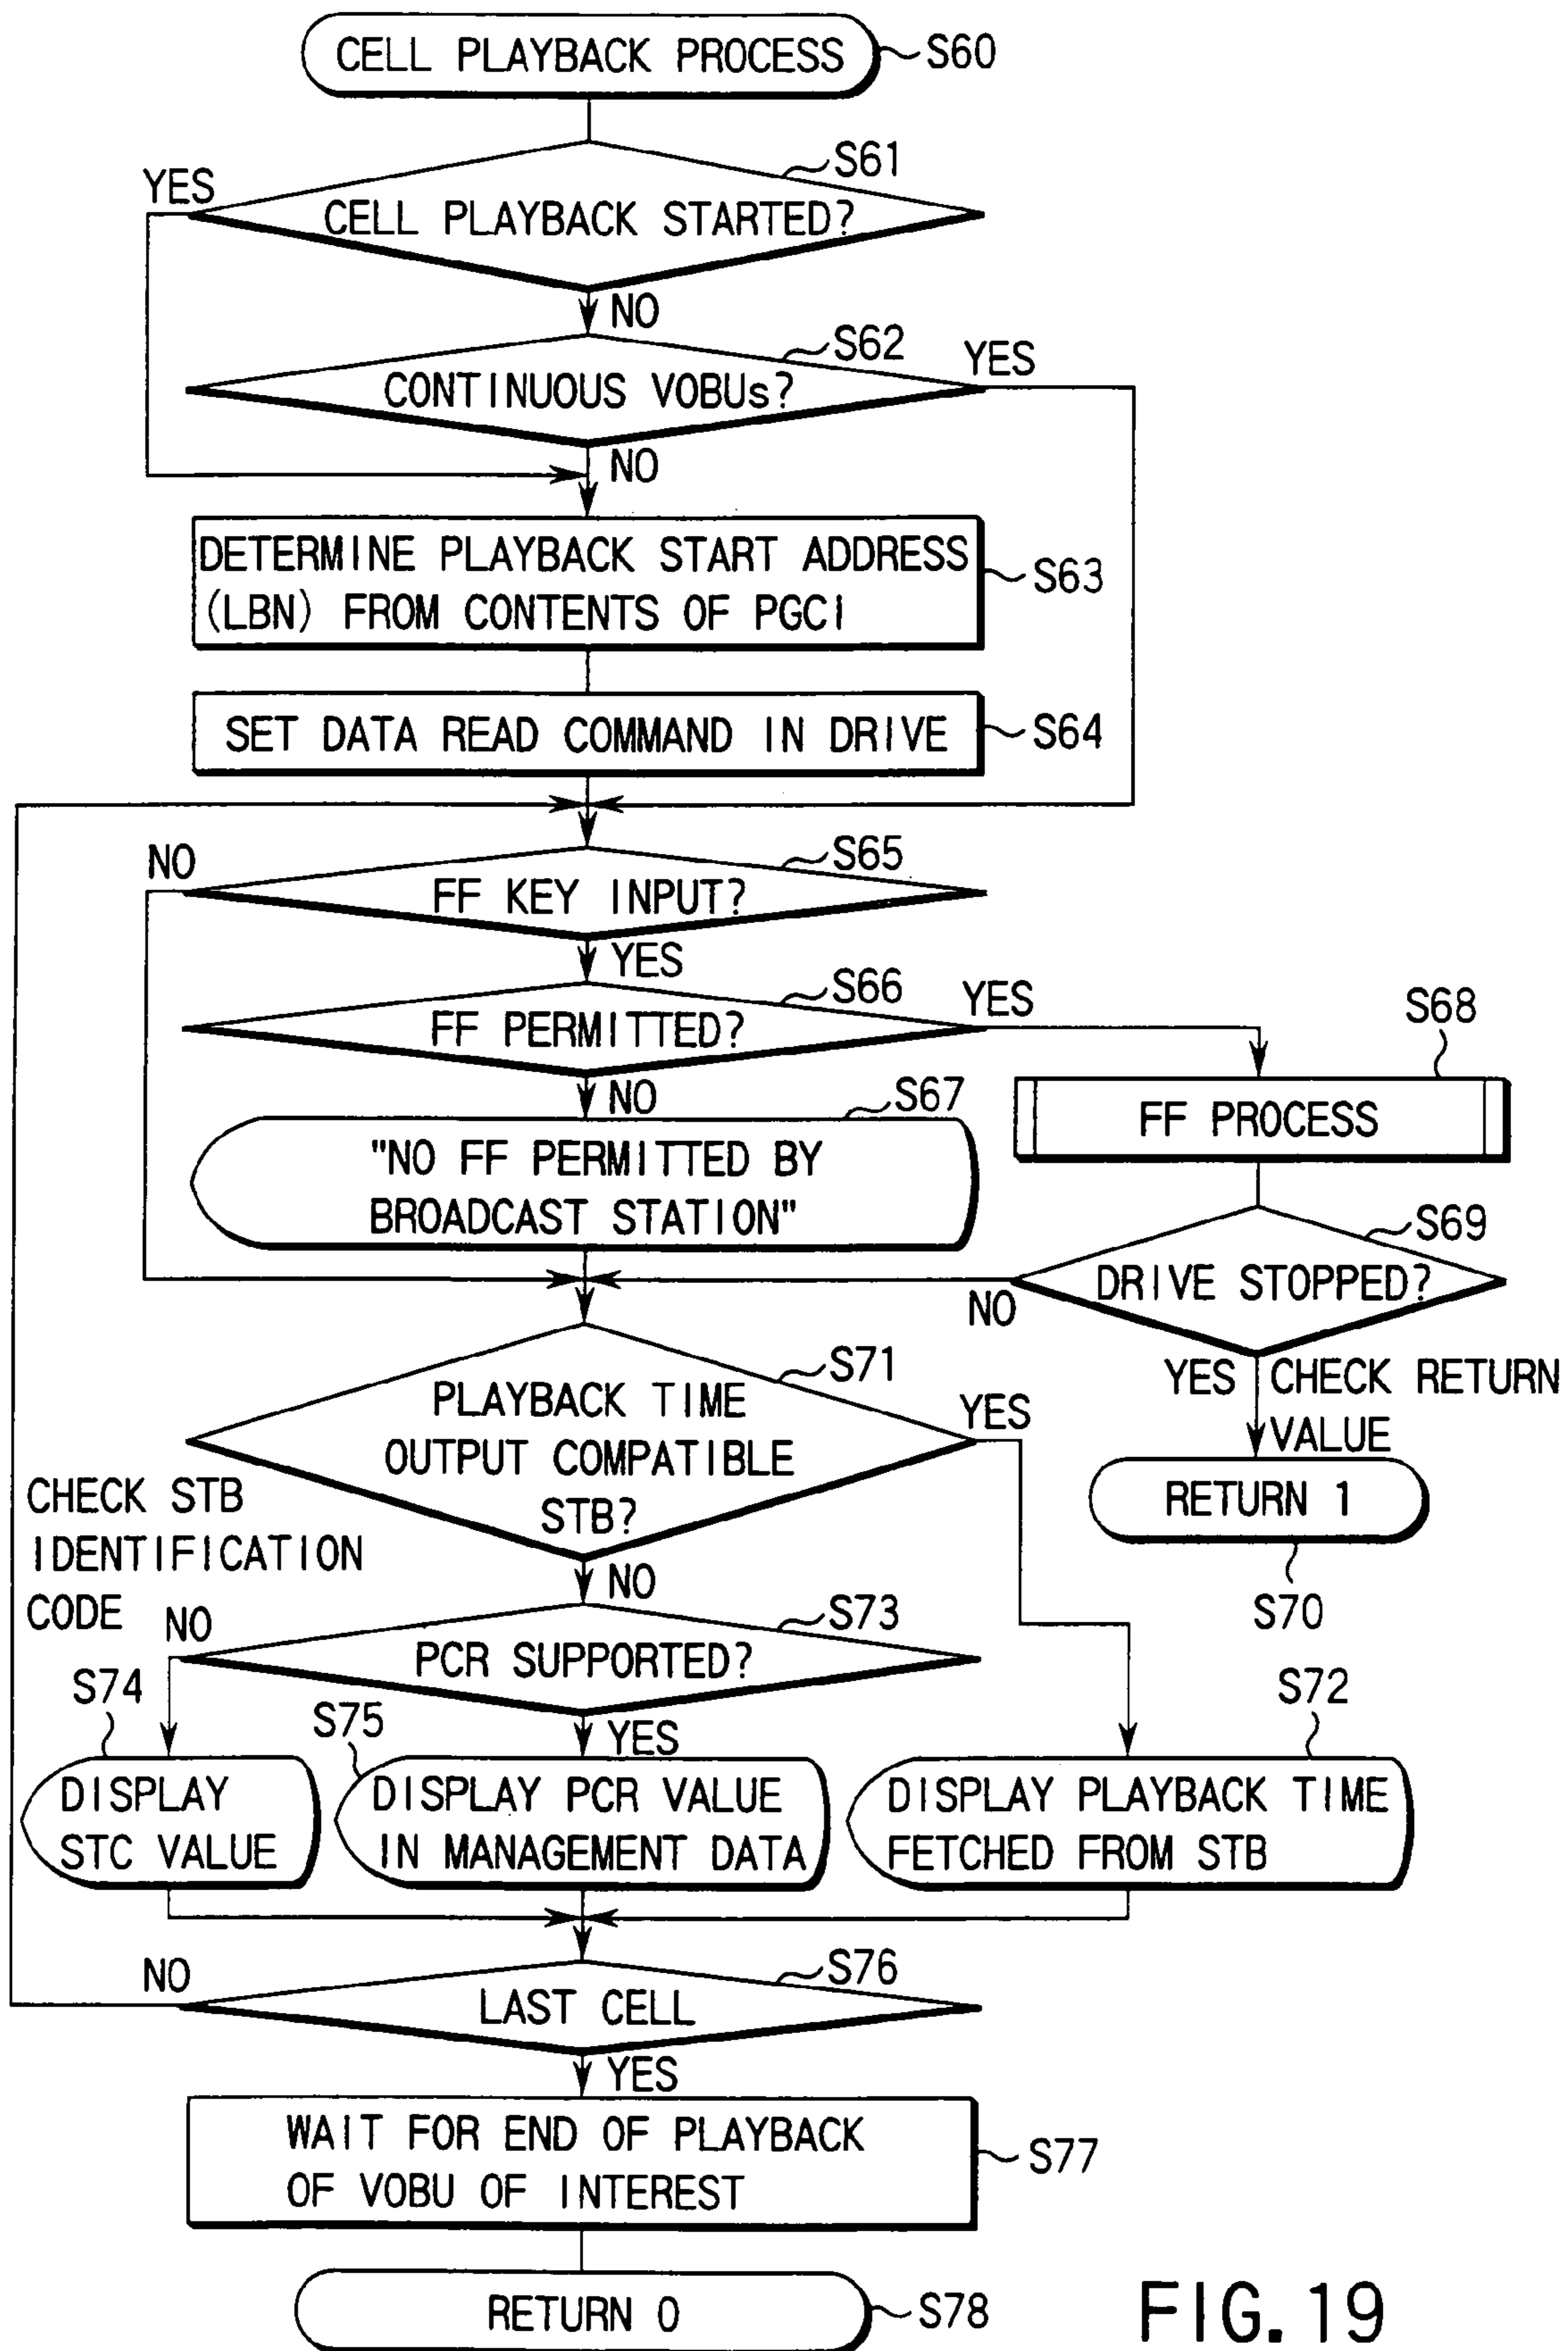 CELL PLAYBACK PROCESS
S60
S61
YES
CELL PLAYBACK STARTED?
NO
S62
YES
CONTINUOUS VOBUs?
NO
DETERMINE PLAYBACK START ADDRESS
(LBN) FROM CONTENTS OF PGCI
S63
SET DATA READ COMMAND IN DRIVE
S64
S65
NO
FF KEY INPUT?
YES
S66
YES
FF PERMITTED?
NO
S68
FF PROCESS
S67
"NO FF PERMITTED BY
BROADCAST STATION"
S69
DRIVE STOPPED?
NO
YES
CHECK RETURN
VALUE
RETURN 1
S70
S71
PLAYBACK TIME
OUTPUT COMPATIBLE
STB?
YES
NO
CHECK STB
IDENTIFICATION
CODE
S73
NO
PCR SUPPORTED?
YES
S74
DISPLAY
STC VALUE
S75
DISPLAY PCR VALUE
IN MANAGEMENT DATA
S72
DISPLAY PLAYBACK TIME
FETCHED FROM STB
S76
NO
LAST CELL
YES
WAIT FOR END OF PLAYBACK
OF VOBU OF INTEREST
S77
RETURN 0
S78
FIG.19